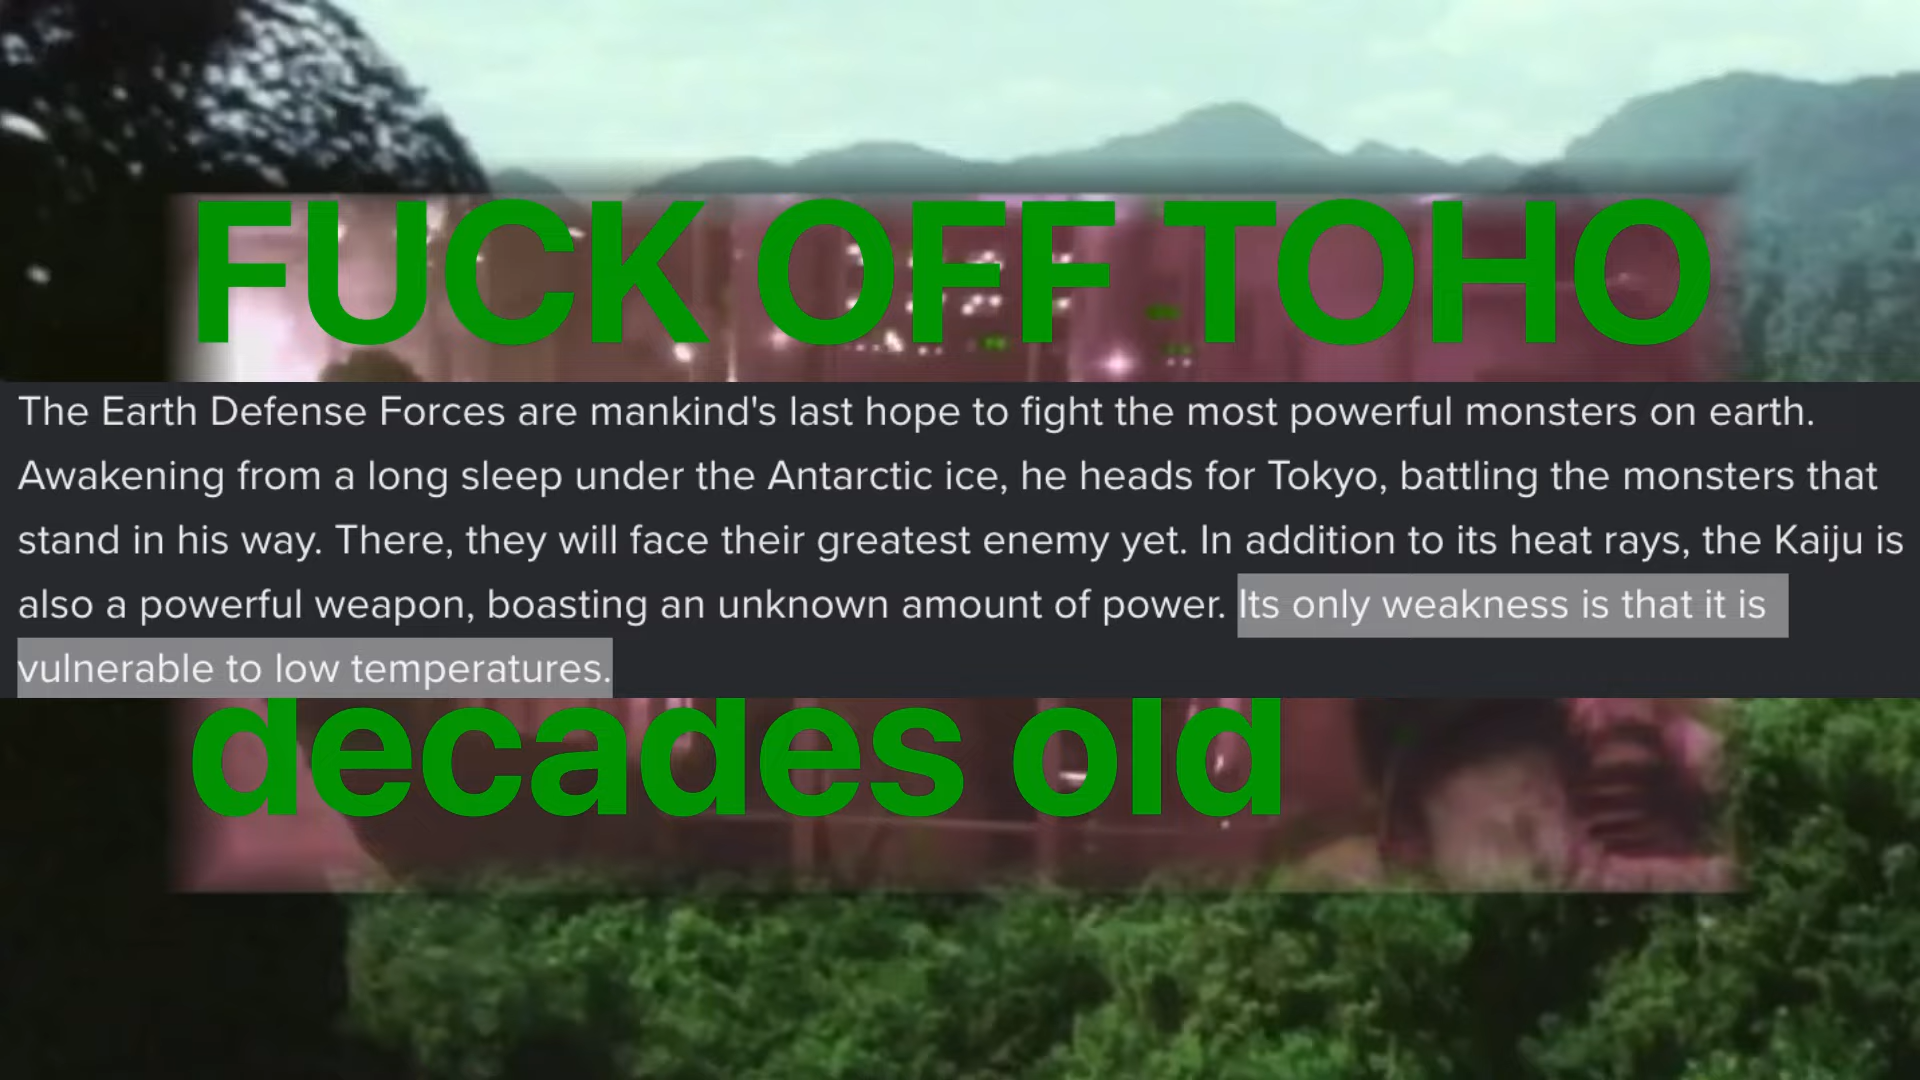 FUCK OFF TOHO
The Earth Defense Forces are mankind's last hope to fight the most powerful monsters on earth.
Awakening from a long sleep under the Antarctic ice, he heads for Tokyo, battling the monsters that
stand in his way. There, they will face their greatest enemy yet. In addition to its heat rays, the Kaiju is
also a powerful weapon, boasting an unknown amount of power. Its only weakness is that it is
vulnerable to low temperatures.
decades old